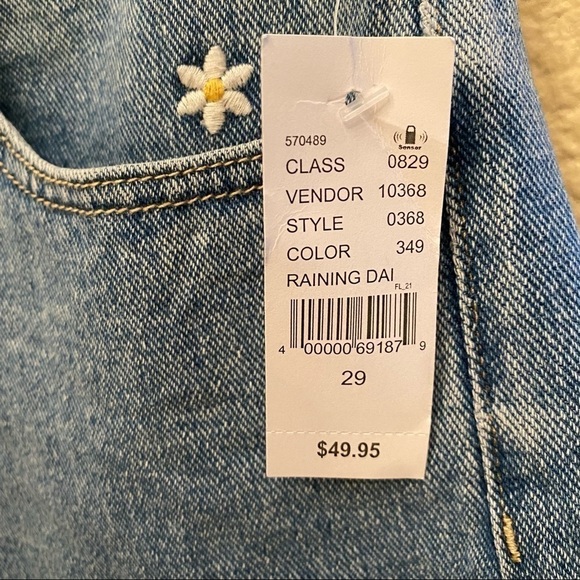 570489
Sensor
CLASS 0829
VENDOR 10368
STYLE 0368
COLOR 349
RAINING DAI
FL_21
4 00000 69187 9
29
$49.95